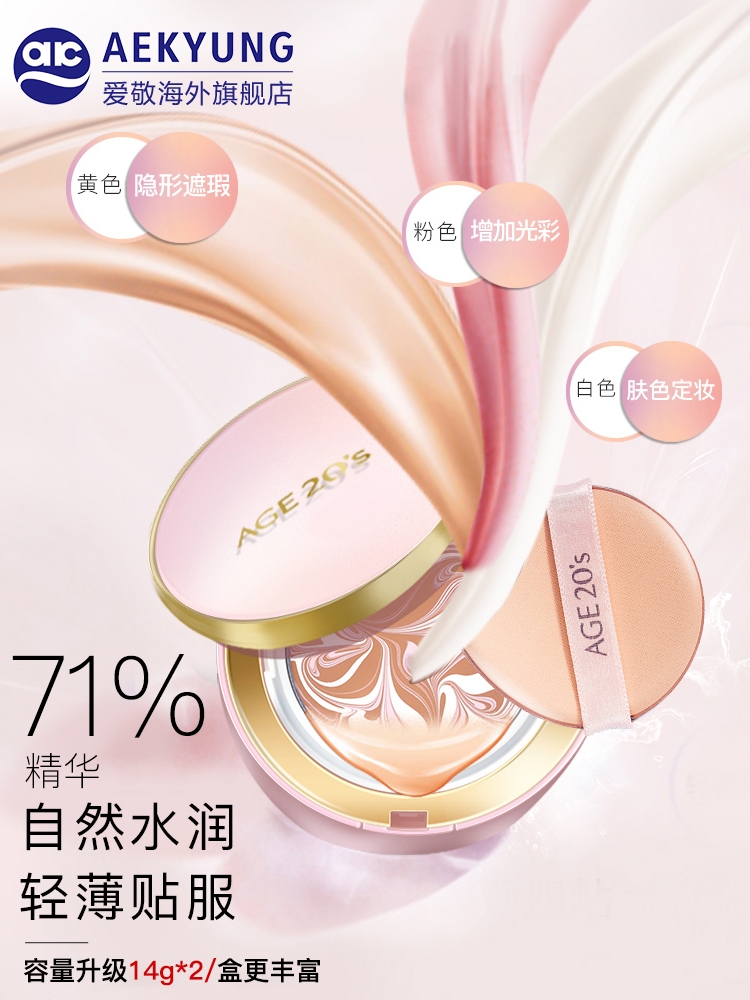 ak AEKYUNG
爱敬海外旗舰店
黄色 隐形遮瑕
粉色 增加光彩
白色 肤色定妆
AGE 20's
AGE 20's
71%
精华
自然水润
轻薄贴服
容量升级14g*2/盒更丰富